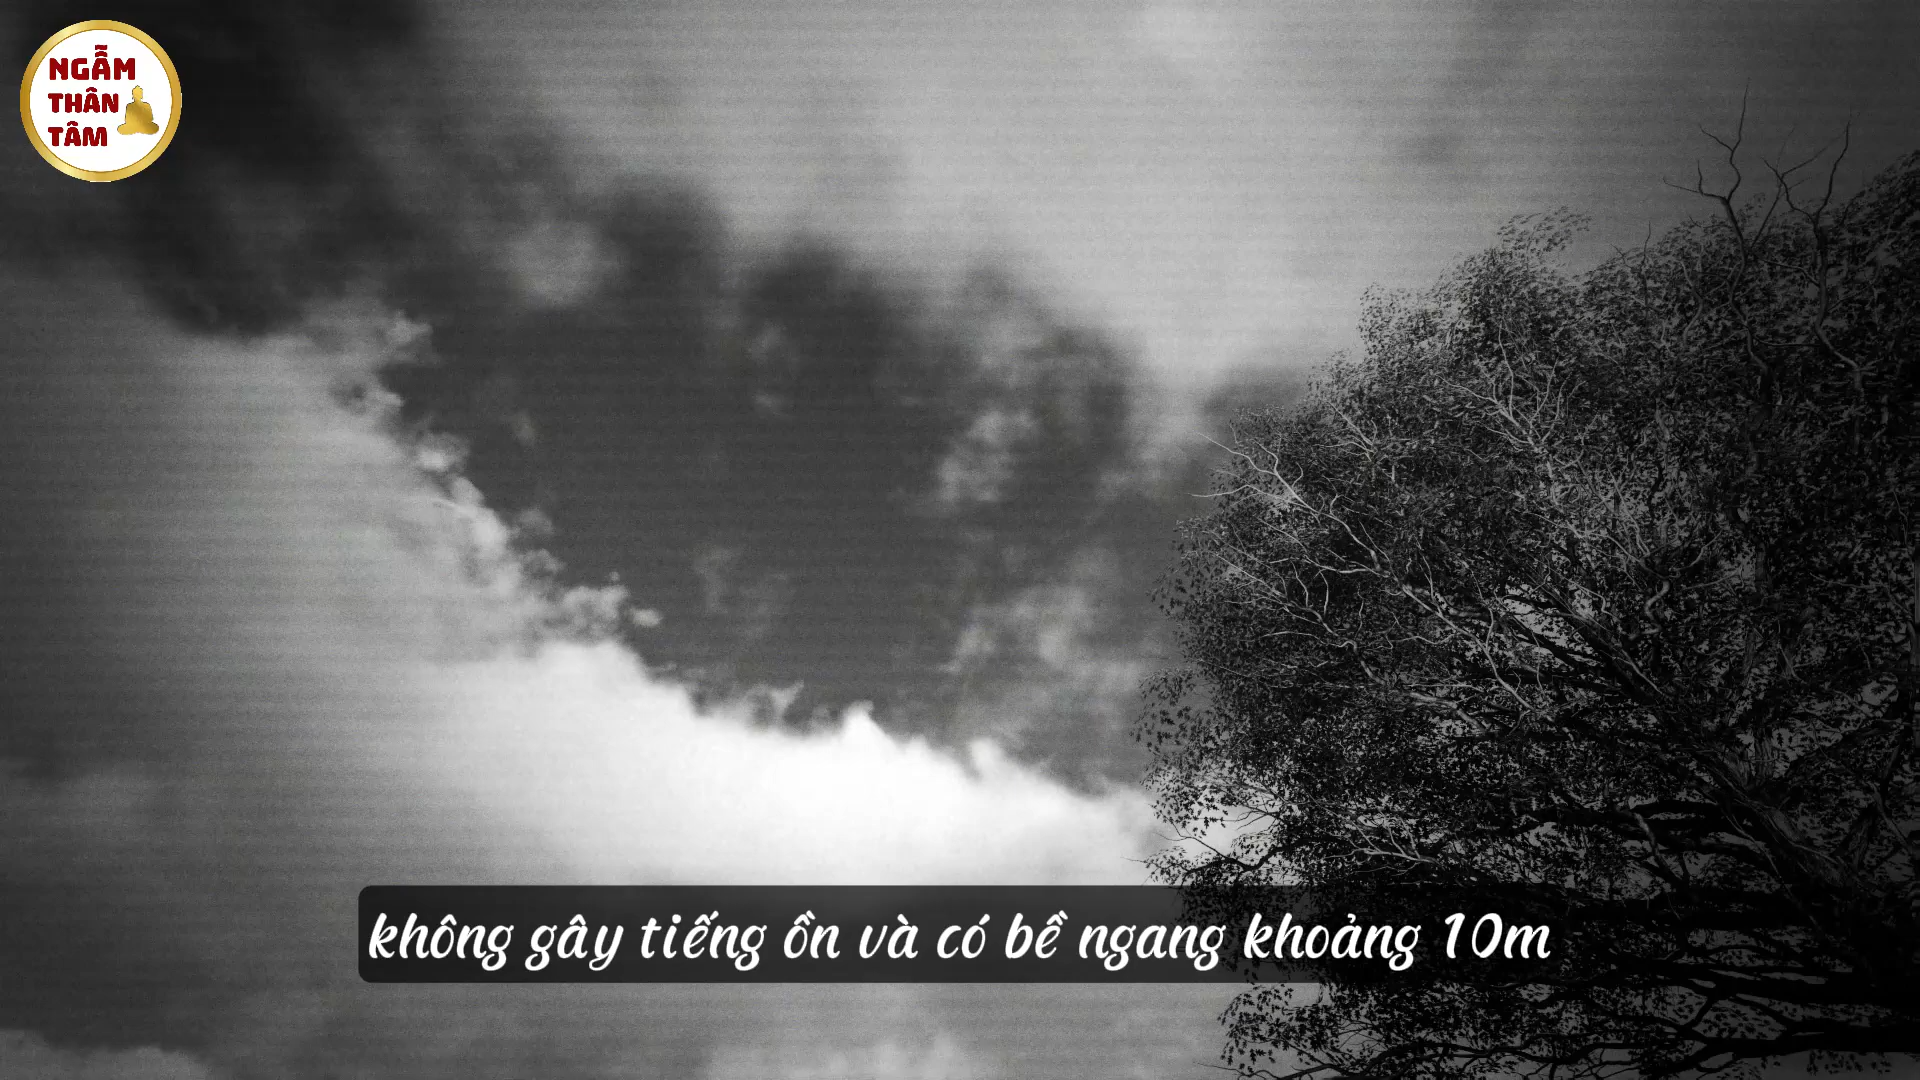 NGẪM
THÂN
TÂM
không gây tiếng ồn và có bề ngang khoảng 10m